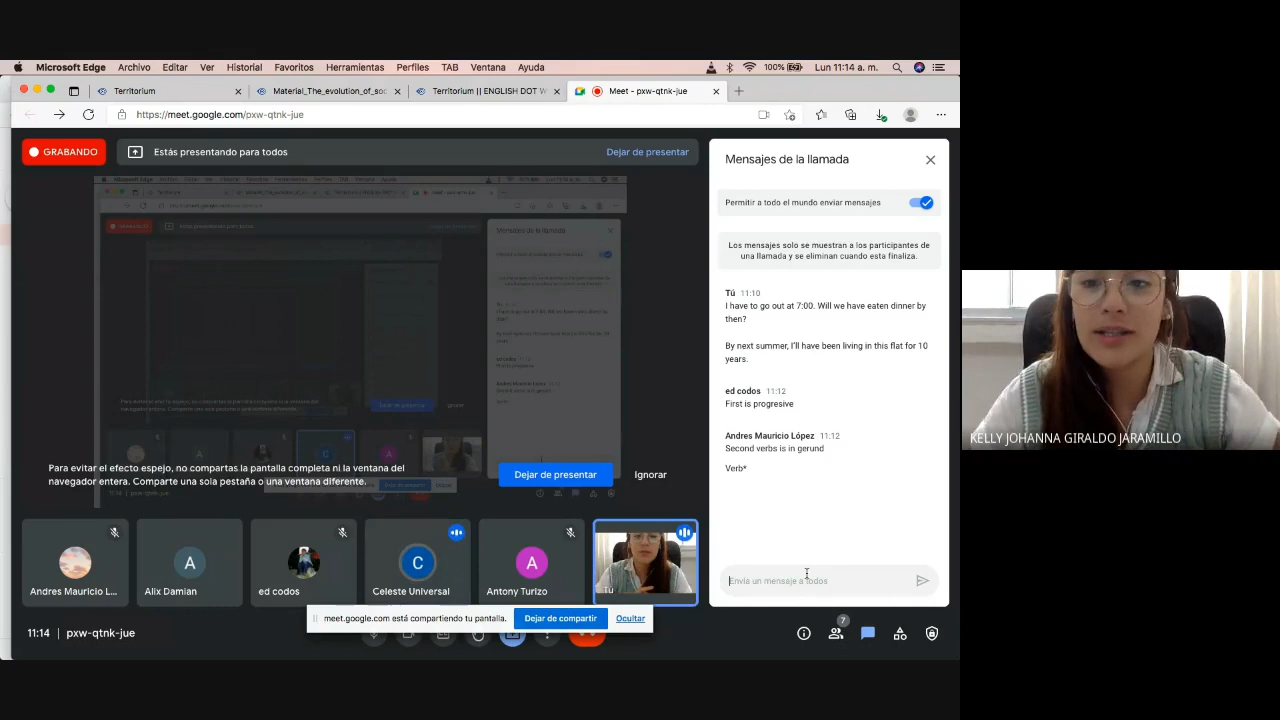 Microsoft Edge Archivo Editar Ver Historial Favoritos Herramientas Perfiles TAB Ventana Ayuda 100% Lun 11:14 a. m.
Territorium Material_The_evolution_of_soc Territorium || ENGLISH DOT W Meet - pxw-qtnk-jue
https://meet.google.com/pxw-qtnk-jue
GRABANDO Estás presentando para todos Dejar de presentar
Para evitar el efecto espejo, no compartas la pantalla completa ni la ventana del
navegador entera. Comparte una sola pestaña o una ventana diferente.
Dejar de presentar Ignorar
Andres Mauricio L... Alix Damian ed codos Celeste Universal Antony Turizo Tú
A C A
meet.google.com está compartiendo tu pantalla. Dejar de compartir Ocultar
11:14 | pxw-qtnk-jue
Mensajes de la llamada
Permitir a todo el mundo enviar mensajes
Los mensajes solo se muestran a los participantes de
una llamada y se eliminan cuando esta finaliza.
Tú 11:10
I have to go out at 7:00. Will we have eaten dinner by
then?
By next summer, I'll have been living in this flat for 10
years.
ed codos 11:12
First is progresive
Andres Mauricio López 11:12
Second verbs is in gerund
Verb*
Envía un mensaje a todos
7
KELLY JOHANNA GIRALDO JARAMILLO